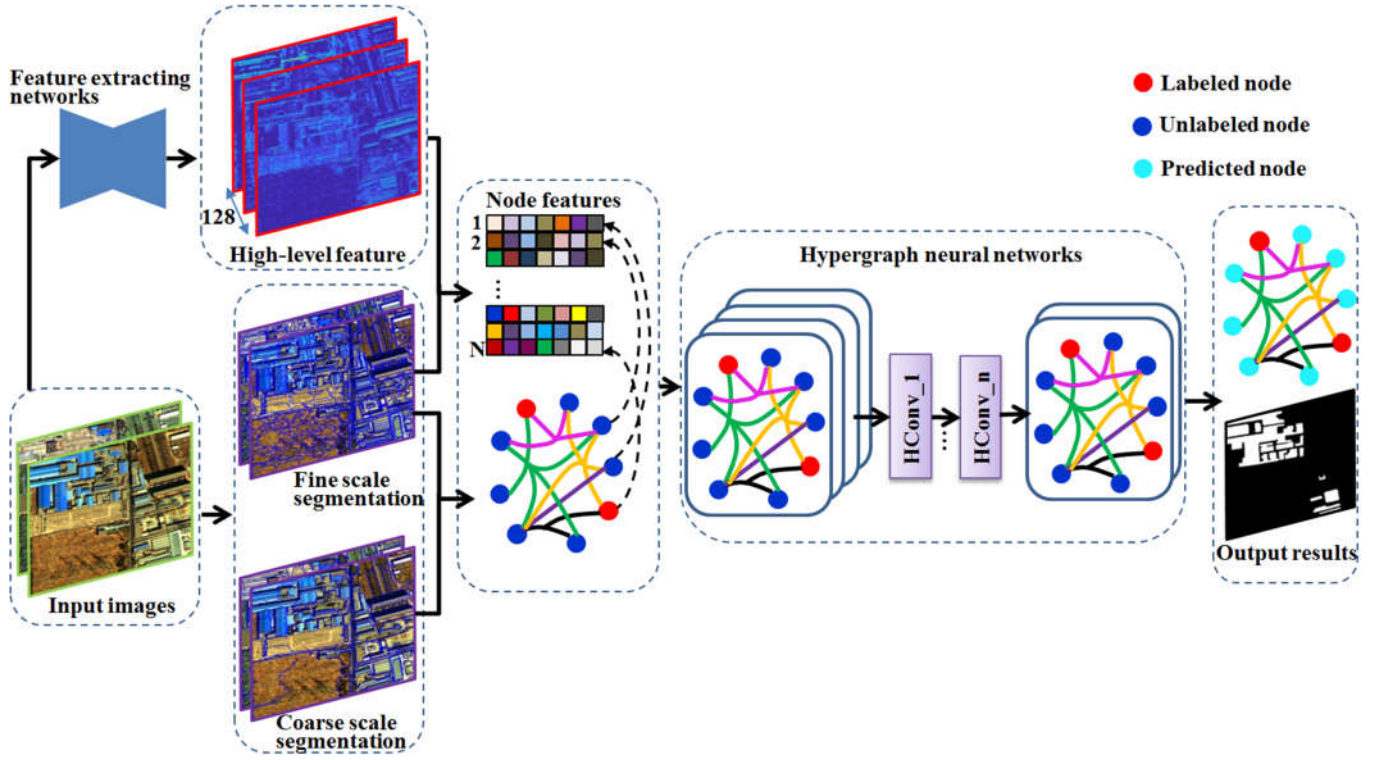 Feature extracting
networks
128
High-level feature
Input images
Fine scale
segmentation
Coarse scale
segmentation
Node features
1
2
⋮
N
Hypergraph neural networks
HConv_1
......
HConv_n
Labeled node
Unlabeled node
Predicted node
Output results